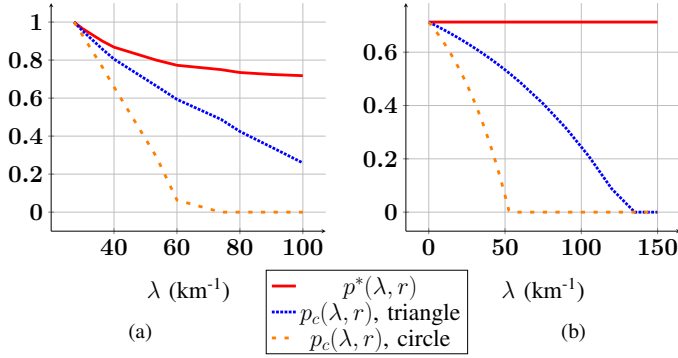 1
0.8
0.6
0.4
0.2
0
40 60 80 100
λ (km-1)
(a)
0.6
0.4
0.2
0
0 50 100 150
λ (km-1)
(b)
p*(λ, r)
pc(λ, r), triangle
pc(λ, r), circle